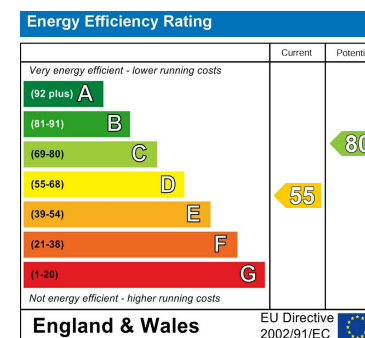 Energy Efficiency Rating
Current
Potenti
Very energy efficient - lower running costs
(92 plus) A
(81-91) B
(69-80) C
80
(55-68) D
55
(39-54) E
(21-38) F
(1-20) G
Not energy efficient - higher running costs
England & Wales
EU Directive
2002/91/EC